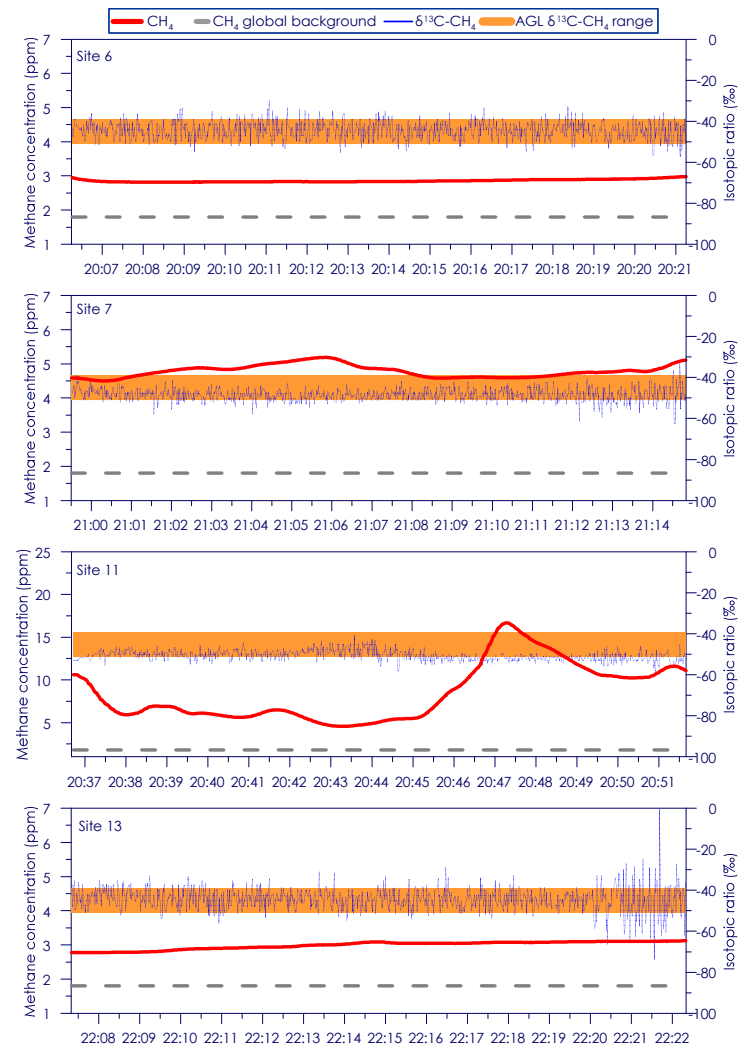 CH₄ CH₄ global background δ¹³C-CH₄ AGL δ¹³C-CH₄ range
Site 6
Methane concentration (ppm)
7
6
5
4
3
2
1
0
-20
-40
-60
-80
-100
Isotopic ratio (‰)
20:07 20:08 20:09 20:10 20:11 20:12 20:13 20:14 20:15 20:16 20:17 20:18 20:19 20:20 20:21
Site 7
Methane concentration (ppm)
7
6
5
4
3
2
1
0
-20
-40
-60
-80
-100
Isotopic ratio (‰)
21:00 21:01 21:02 21:03 21:04 21:05 21:06 21:07 21:08 21:09 21:10 21:11 21:12 21:13 21:14
Site 11
Methane concentration (ppm)
25
20
15
10
5
0
-20
-40
-60
-80
-100
Isotopic ratio (‰)
20:37 20:38 20:39 20:40 20:41 20:42 20:43 20:44 20:45 20:46 20:47 20:48 20:49 20:50 20:51
Site 13
Methane concentration (ppm)
7
6
5
4
3
2
1
0
-20
-40
-60
-80
-100
Isotopic ratio (‰)
22:08 22:09 22:10 22:11 22:12 22:13 22:14 22:15 22:16 22:17 22:18 22:19 22:20 22:21 22:22